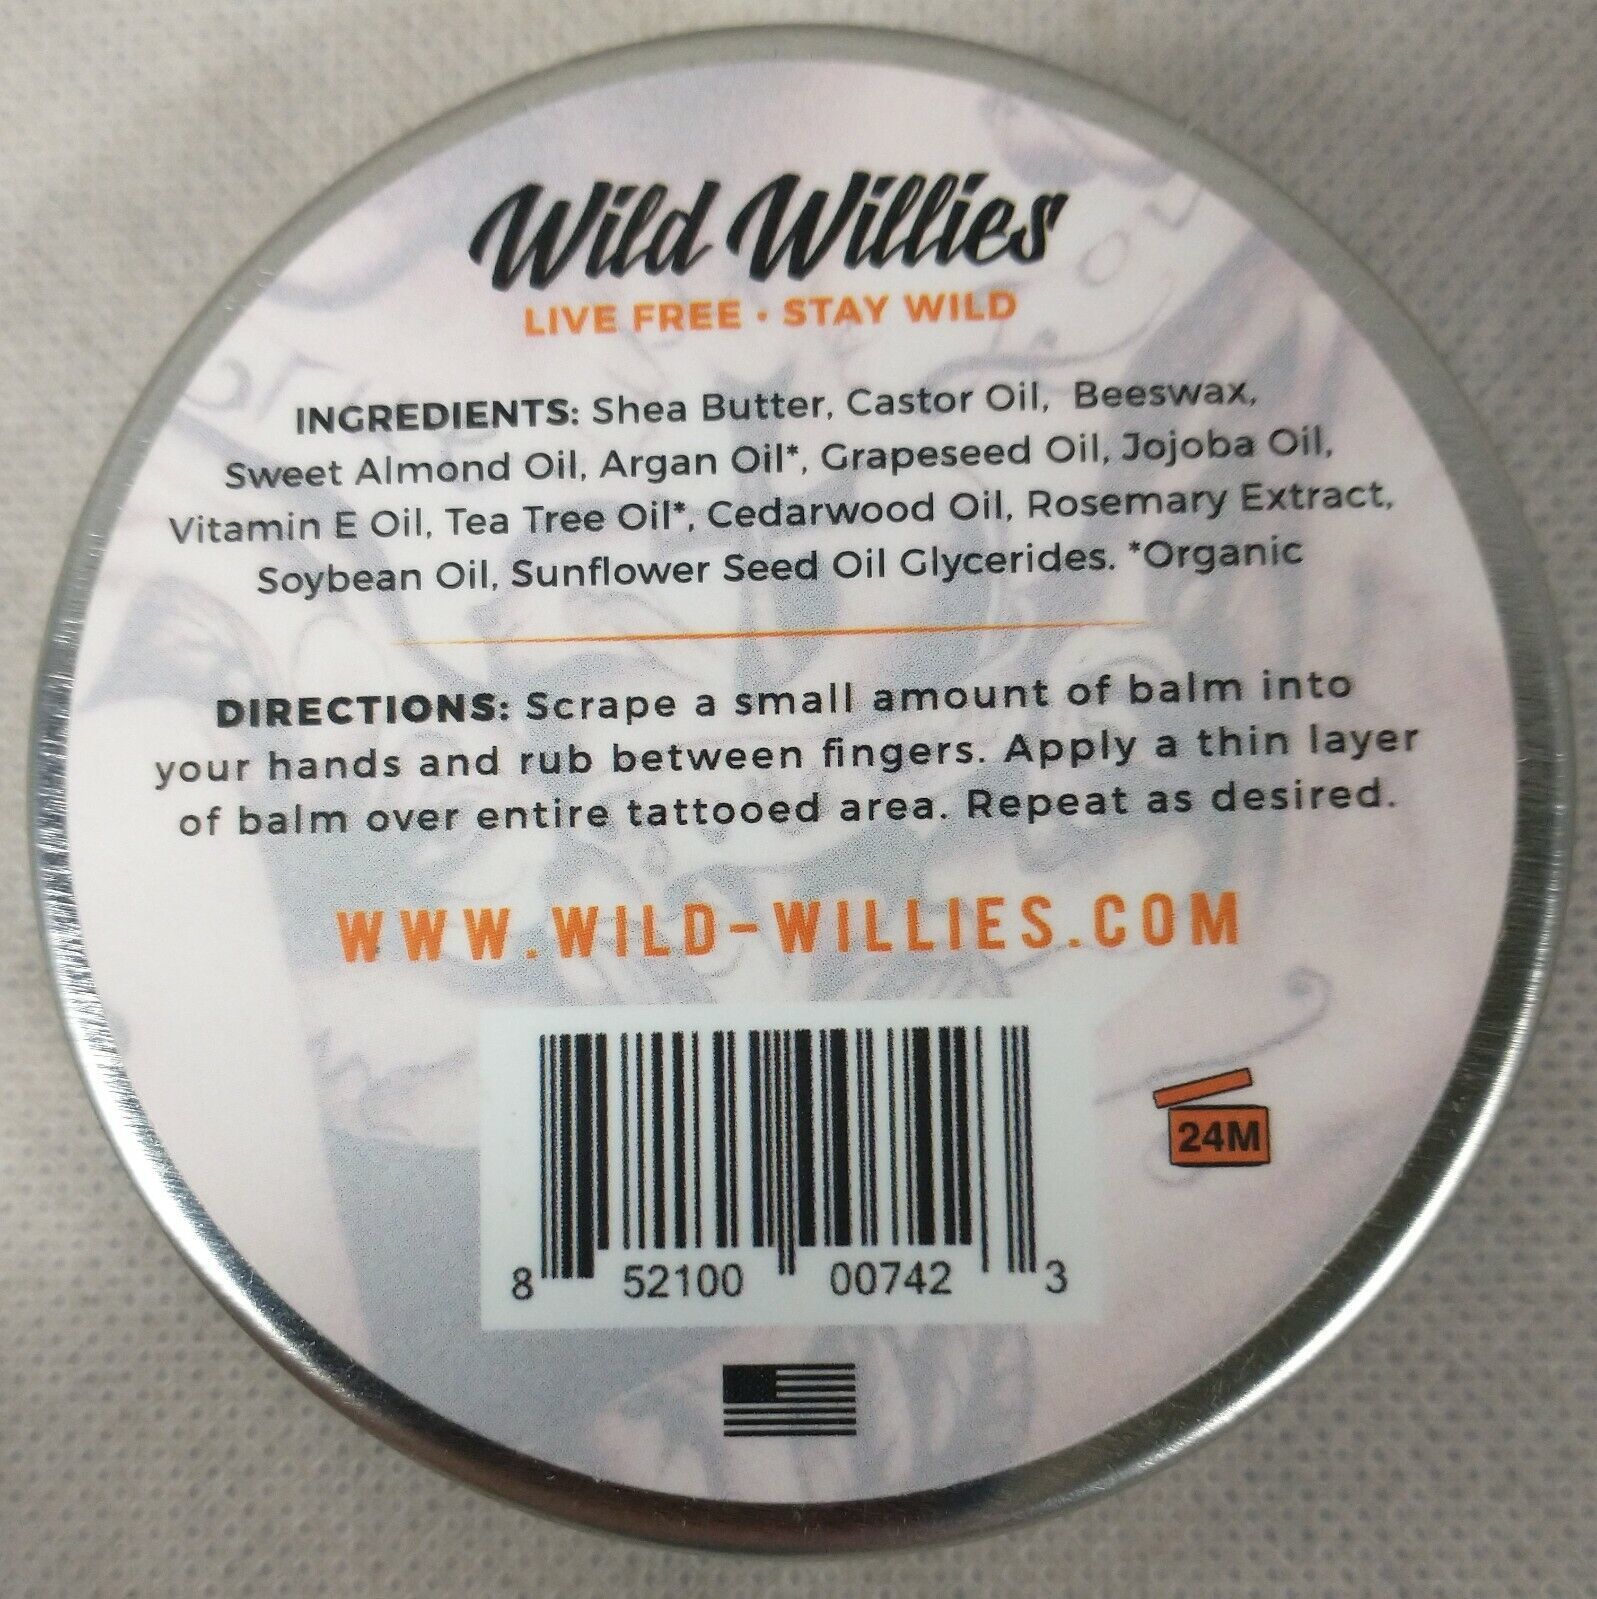 Wild Willies
LIVE FREE • STAY WILD
INGREDIENTS: Shea Butter, Castor Oil, Beeswax,
Sweet Almond Oil, Argan Oil*, Grapeseed Oil, Jojoba Oil,
Vitamin E Oil, Tea Tree Oil*, Cedarwood Oil, Rosemary Extract,
Soybean Oil, Sunflower Seed Oil Glycerides. *Organic
DIRECTIONS: Scrape a small amount of balm into
your hands and rub between fingers. Apply a thin layer
of balm over entire tattooed area. Repeat as desired.
WWW.WILD-WILLIES.COM
24M
8 52100 00742 3